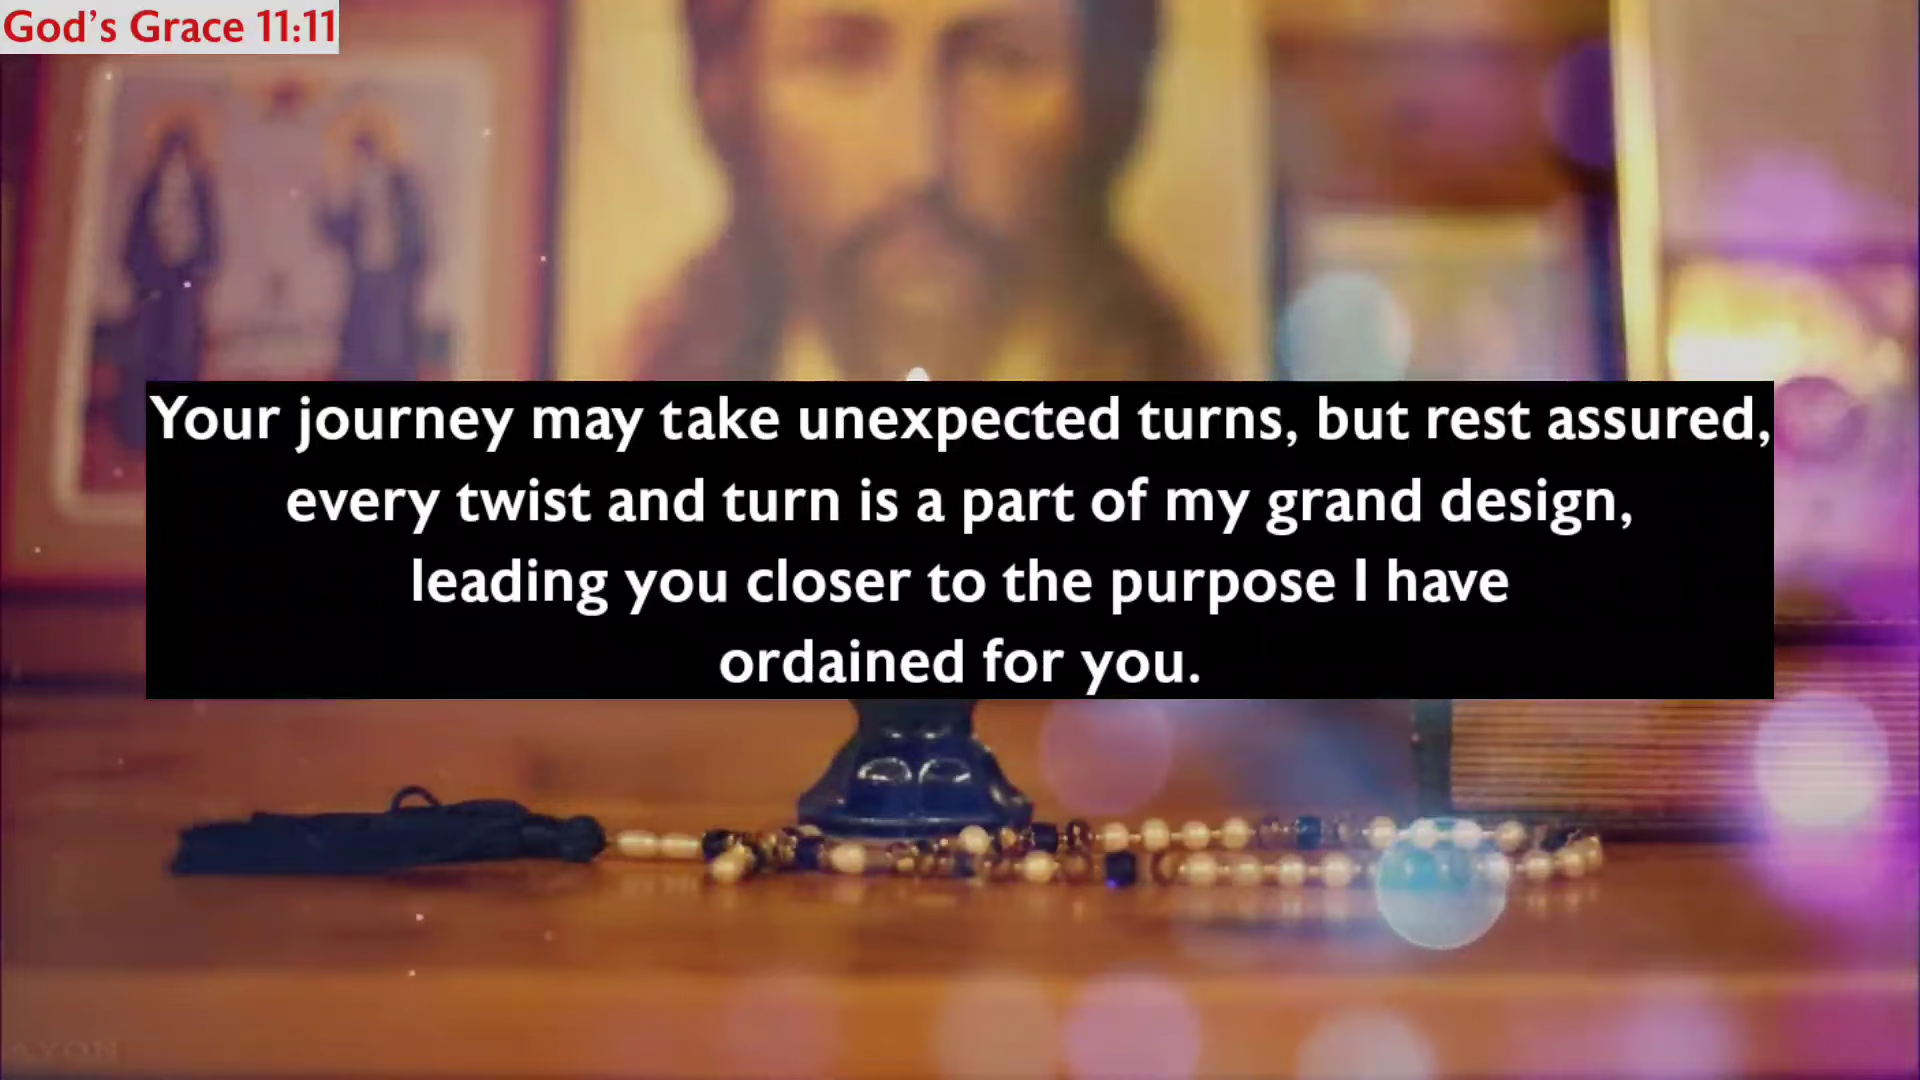 God's Grace 11:11
Your journey may take unexpected turns, but rest assured,
every twist and turn is a part of my grand design,
leading you closer to the purpose I have
ordained for you.